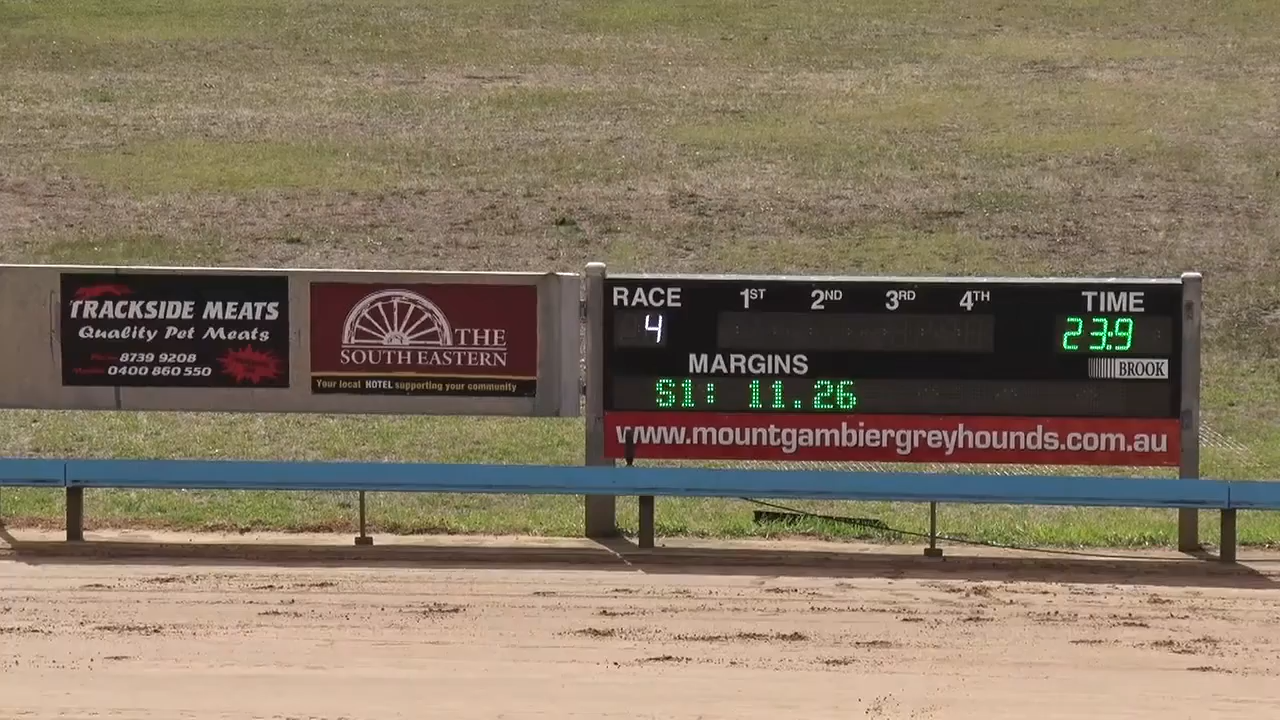 TRACKSIDE MEATS
Quality Pet Meats
8739 9208
0400 860 550
THE
SOUTH EASTERN
Your local HOTEL supporting your community
RACE 1ST 2ND 3RD 4TH TIME
4 23:9
MARGINS BROOK
S1: 11.26
www.mountgambiergreyhounds.com.au